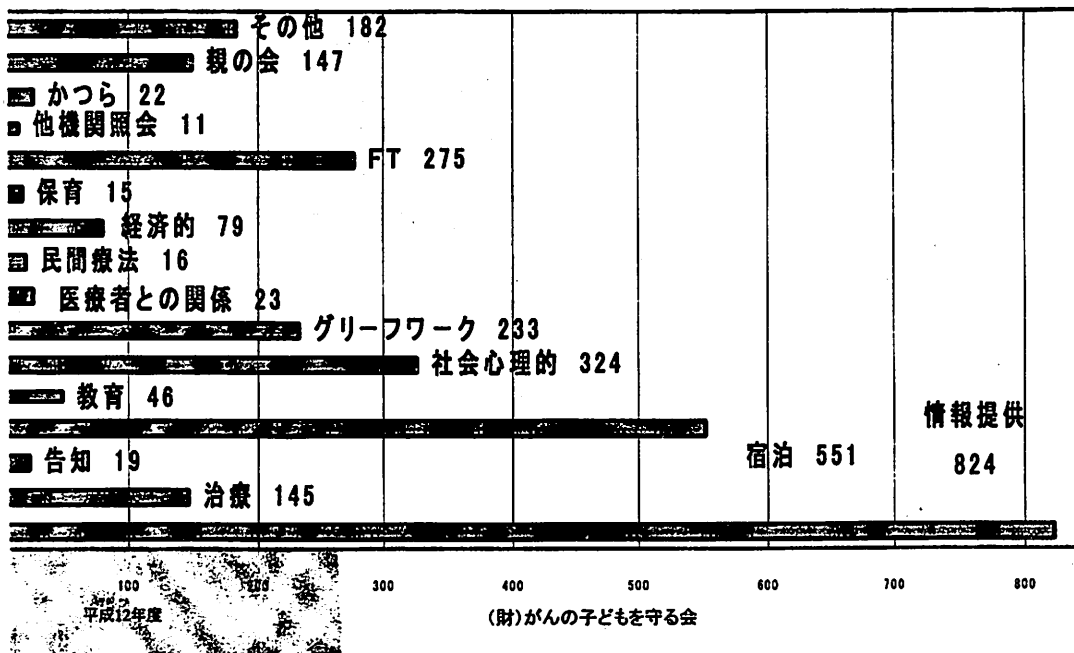 その他 182
親の会 147
かつら 22
他機関照会 11
FT 275
保育 15
経済的 79
民間療法 16
医療者との関係 23
グリーフワーク 233
社会心理的 324
教育 46
情報提供
824
宿泊 551
告知 19
治療 145
100 200 300 400 500 600 700 800
平成12年度
(財)がんの子どもを守る会